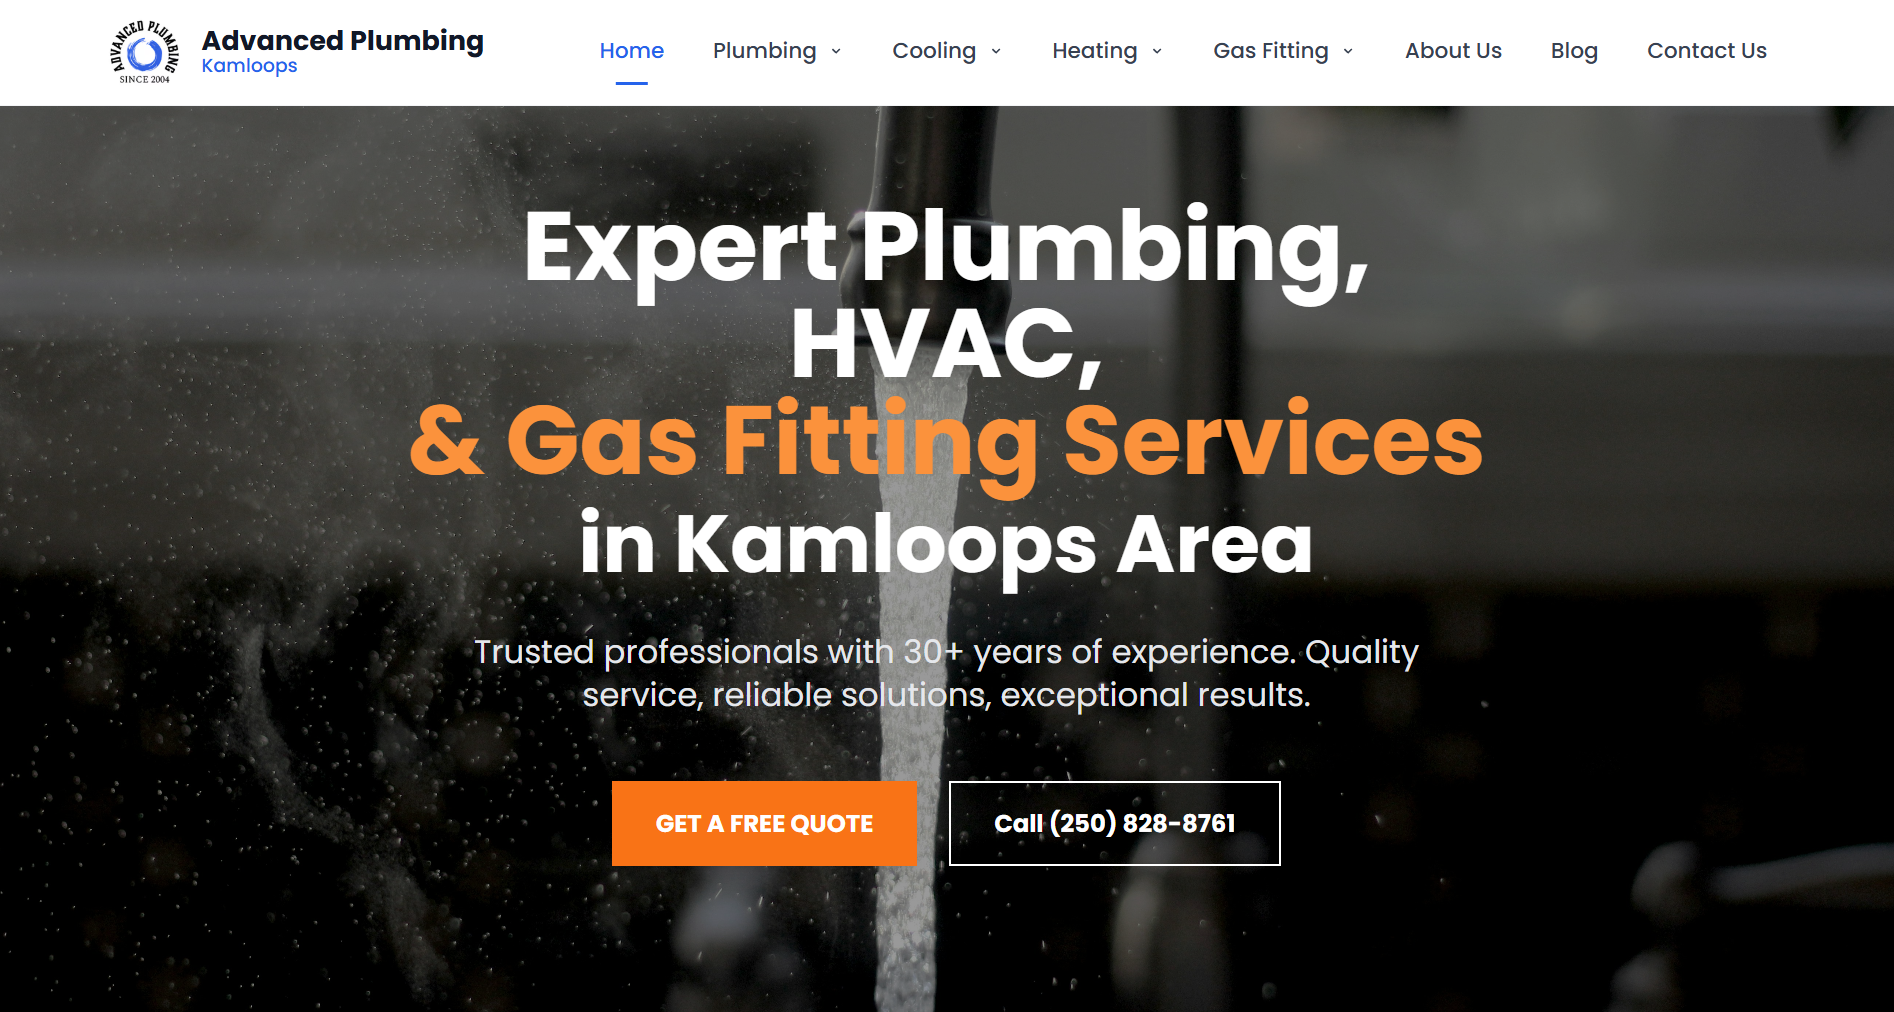 ADVANCED PLUMBING
SINCE 2004
Advanced Plumbing
Kamloops
Home
Plumbing
Cooling
Heating
Gas Fitting
About Us
Blog
Contact Us
Expert Plumbing,
HVAC,
& Gas Fitting Services
in Kamloops Area
Trusted professionals with 30+ years of experience. Quality
service, reliable solutions, exceptional results.
GET A FREE QUOTE
Call (250) 828-8761